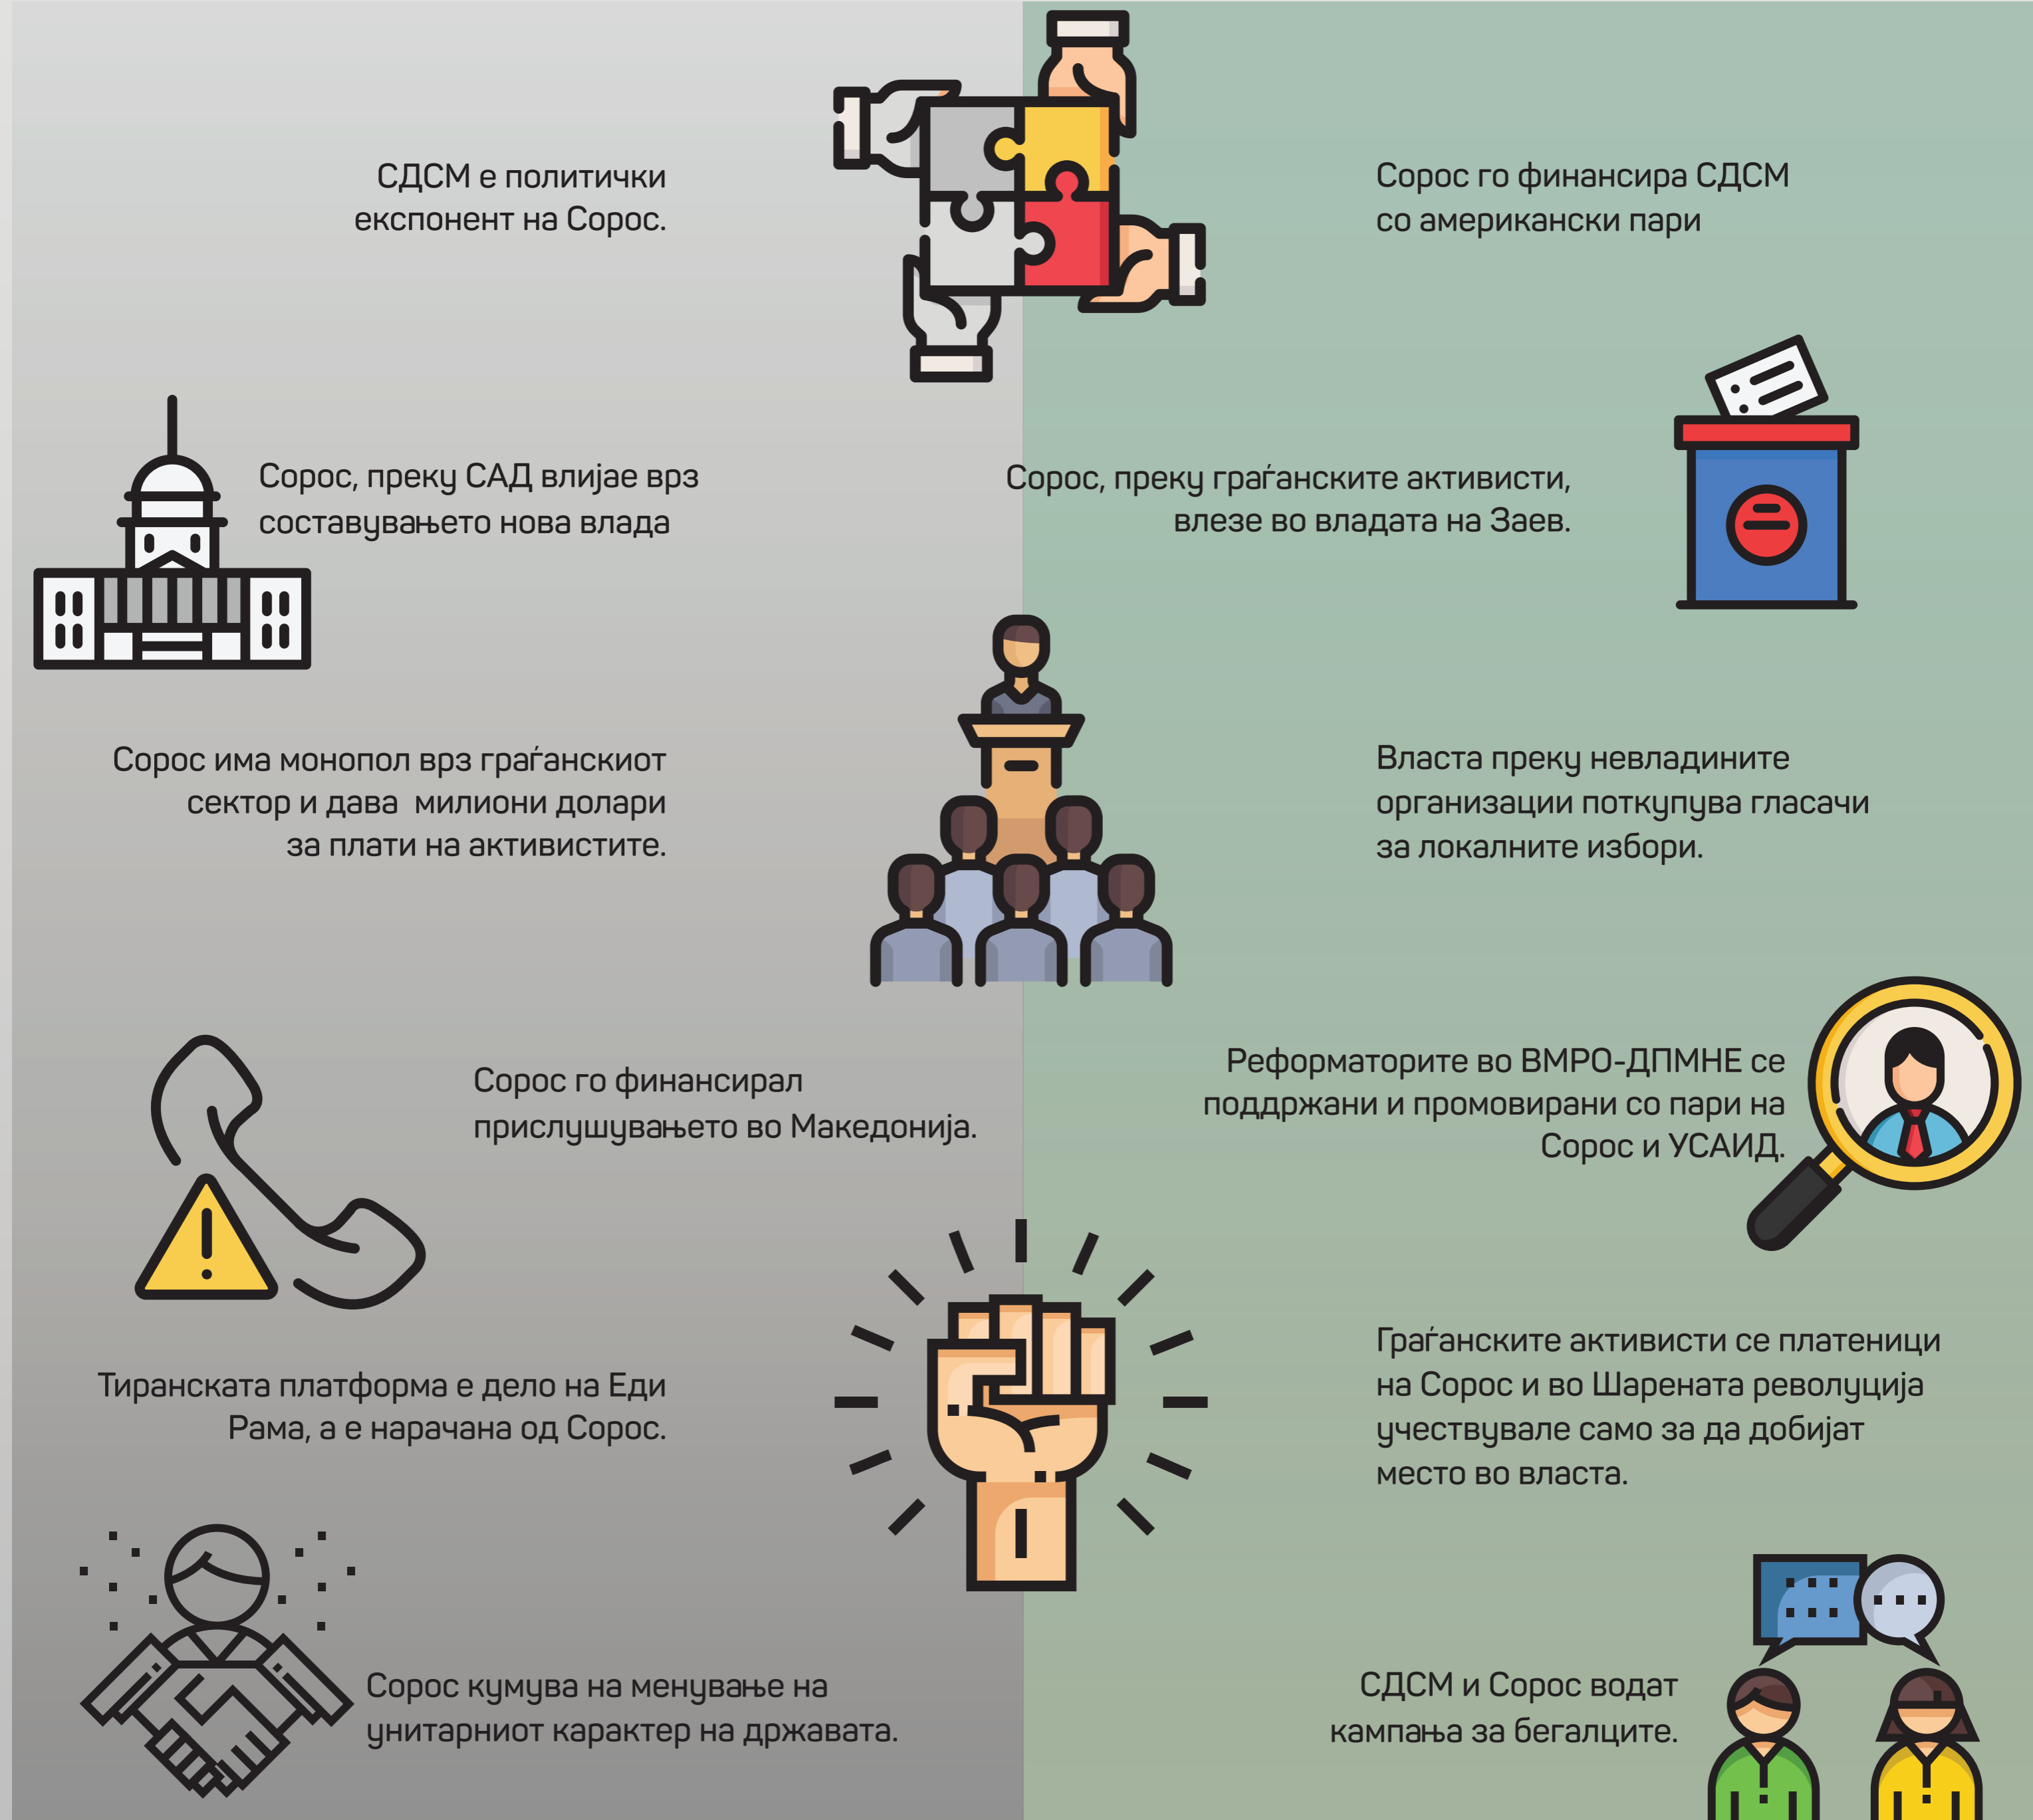 СДСМ е политички
експонент на Сорос.
Сорос го финансира СДСМ
со американски пари
Сорос, преку САД влијае врз
составувањето нова влада
Сорос, преку граѓанските активисти,
влезе во владата на Заев.
Сорос има монопол врз граѓанскиот
сектор и дава милиони долари
за плати на активистите.
Власта преку невладините
организации поткупува гласачи
за локалните избори.
Сорос го финансирал
прислушувањето во Македонија.
Реформаторите во ВМРО-ДПМНЕ се
поддржани и промовирани со пари на
Сорос и УСАИД.
Тиранската платформа е дело на Еди
Рама, а е нарачана од Сорос.
Граѓанските активисти се платеници
на Сорос и во Шарената револуција
учествувале само за да добијат
место во власта.
Сорос кумува на менување на
унитарниот карактер на државата.
СДСМ и Сорос водат
кампања за бегалците.